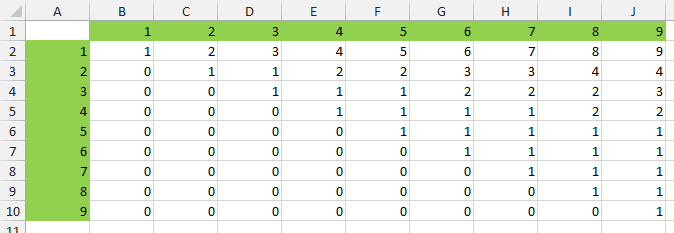 A B C D E F G H I J
1 1 2 3 4 5 6 7 8 9
2 1 1 2 3 4 5 6 7 8 9
3 2 0 1 1 2 2 3 3 4 4
4 3 0 0 1 1 1 2 2 2 3
5 4 0 0 0 1 1 1 1 2 2
6 5 0 0 0 0 1 1 1 1 1
7 6 0 0 0 0 0 1 1 1 1
8 7 0 0 0 0 0 0 1 1 1
9 8 0 0 0 0 0 0 0 1 1
10 9 0 0 0 0 0 0 0 0 1
11